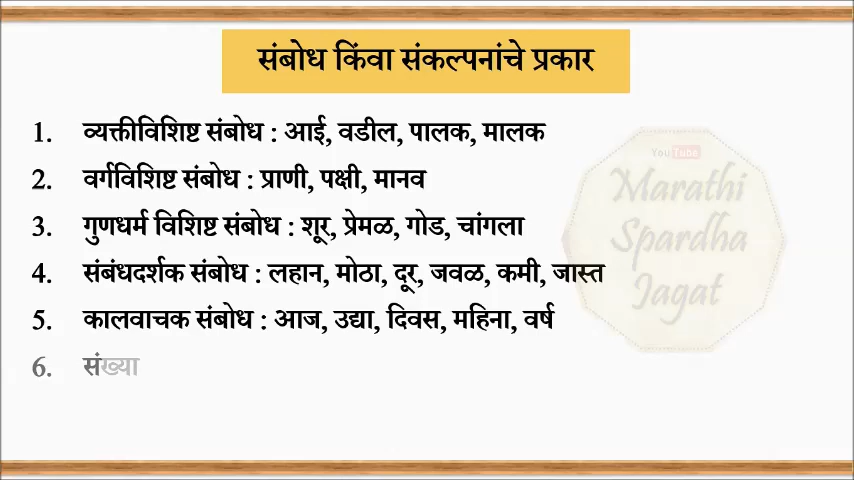 संबोध किंवा संकल्पनांचे प्रकार
1. व्यक्तीविशिष्ट संबोध : आई, वडील, पालक, मालक
2. वर्गविशिष्ट संबोध : प्राणी, पक्षी, मानव
3. गुणधर्म विशिष्ट संबोध : शूर, प्रेमळ, गोड, चांगला
4. संबंधदर्शक संबोध : लहान, मोठा, दूर, जवळ, कमी, जास्त
5. कालवाचक संबोध : आज, उद्या, दिवस, महिना, वर्ष
6. संख्या
YouTube
Marathi
Spardha
Jagat